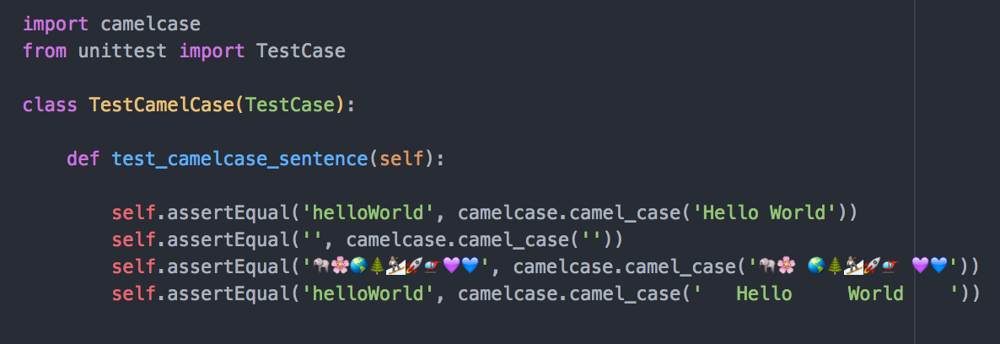 import camelcase
from unittest import TestCase
class TestCamelCase(TestCase):
def test_camelcase_sentence(self):
self.assertEqual('helloWorld', camelcase.camel_case('Hello World'))
self.assertEqual('', camelcase.camel_case(''))
self.assertEqual('🐘🌸🌎🌲⛷🚀🚁💜💙', camelcase.camel_case('🐘🌸 🌎🌲⛷🚀🚁 💜💙'))
self.assertEqual('helloWorld', camelcase.camel_case('   Hello     World    '))